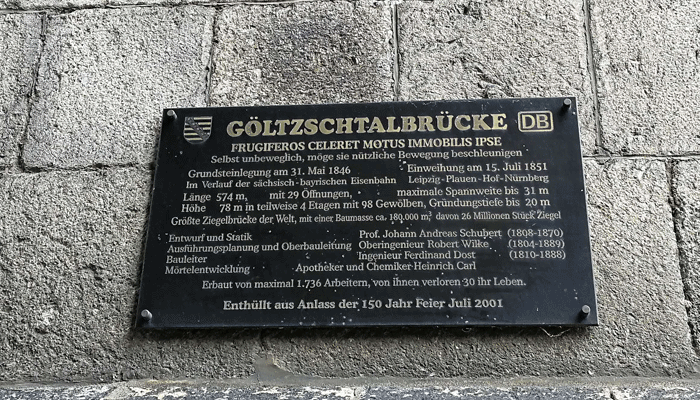 GÖLTZSCHTALBRÜCKE DB
FRUGIFEROS CELERET MOTUS IMMOBILIS IPSE
Selbst unbeweglich, möge sie nützliche Bewegung beschleunigen
Grundsteinlegung am 31. Mai 1846 Einweihung am 15. Juli 1851
Im Verlauf der sächsisch-bayrischen Eisenbahn Leipzig-Plauen-Hof-Nürnberg
Länge 574 m, mit 29 Öffnungen, maximale Spannweite bis 31 m
Höhe 78 m in teilweise 4 Etagen mit 98 Gewölben, Gründungstiefe bis 20 m
Größte Ziegelbrücke der Welt, mit einer Baumasse ca. 180.000 m³ davon 26 Millionen Stück Ziegel
Entwurf und Statik Prof. Johann Andreas Schubert (1808-1870)
Ausführungsplanung und Oberbauleitung Oberingenieur Robert Wilke (1804-1889)
Bauleiter Ingenieur Ferdinand Dost (1810-1888)
Mörtelentwicklung Apotheker und Chemiker Heinrich Carl
Erbaut von maximal 1.736 Arbeitern, von ihnen verloren 30 ihr Leben.
Enthüllt aus Anlass der 150 Jahr Feier Juli 2001